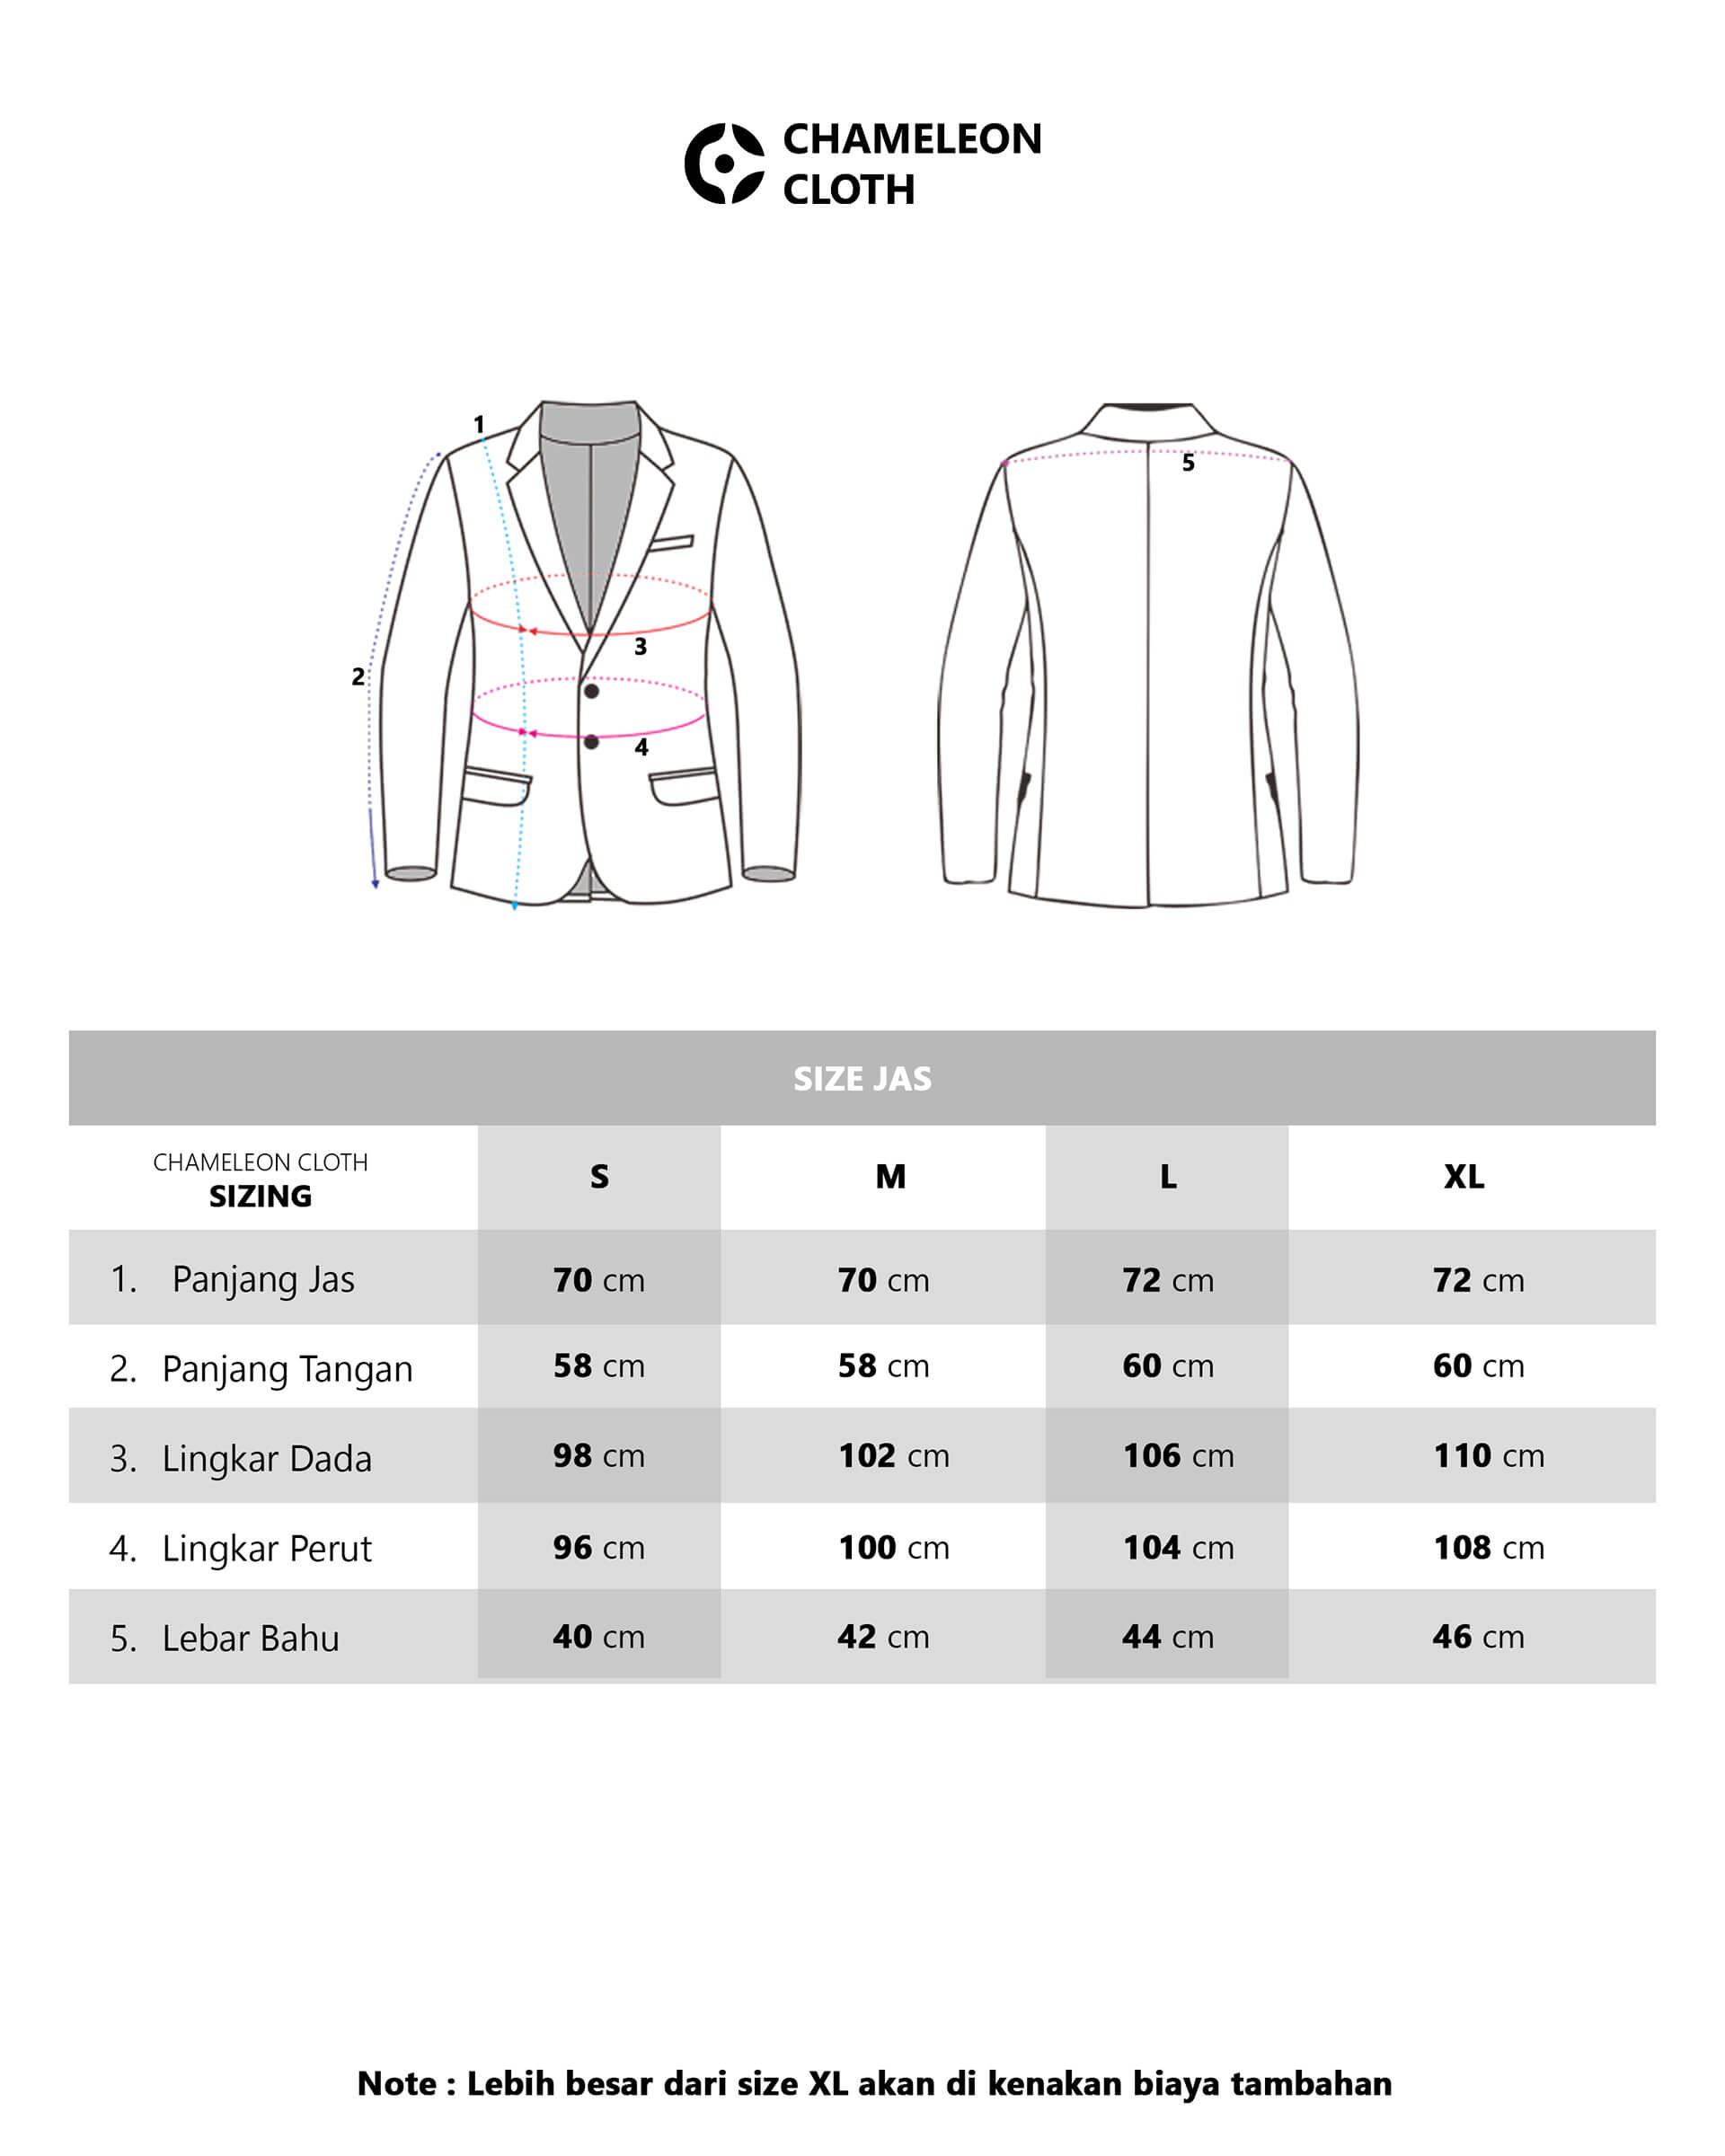 CHAMELEON
CLOTH
1
2
3
4
5
SIZE JAS
CHAMELEON CLOTH
SIZING
S M L XL
1. Panjang Jas 70 cm 70 cm 72 cm 72 cm
2. Panjang Tangan 58 cm 58 cm 60 cm 60 cm
3. Lingkar Dada 98 cm 102 cm 106 cm 110 cm
4. Lingkar Perut 96 cm 100 cm 104 cm 108 cm
5. Lebar Bahu 40 cm 42 cm 44 cm 46 cm
Note : Lebih besar dari size XL akan di kenakan biaya tambahan